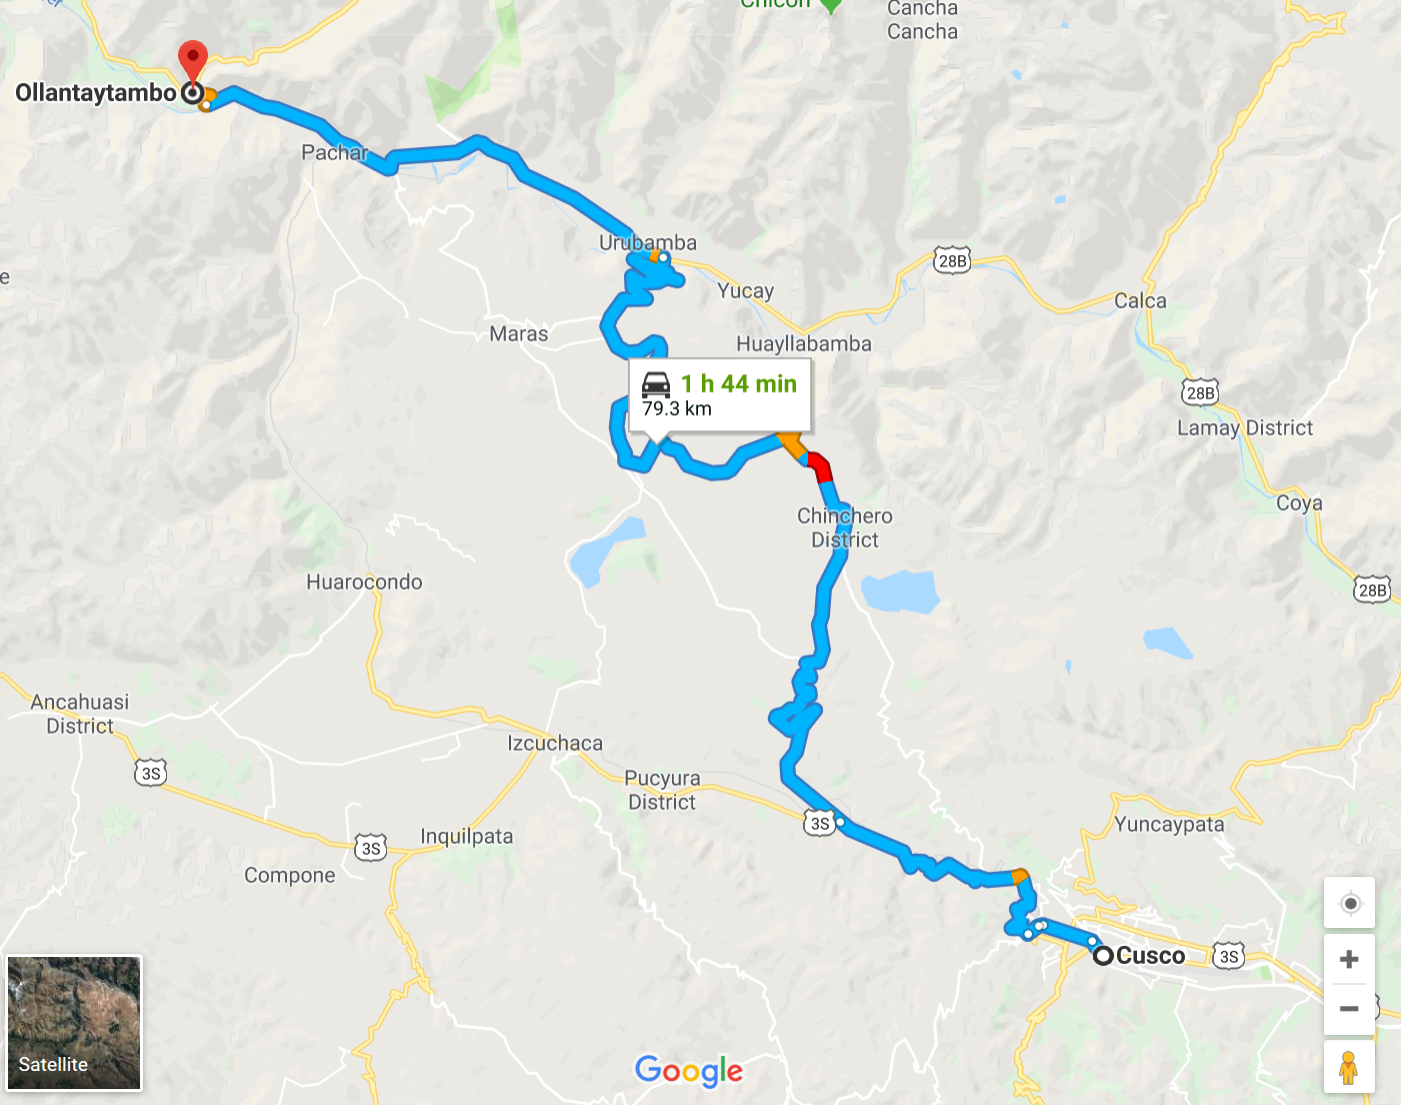 Chicon
Cancha
Cancha
Ollantaytambo
Pachar
Urubamba
28B
Yucay
Calca
Maras
Huayllabamba
1 h 44 min
79.3 km
28B
Lamay District
Coya
Chinchero
District
Huarocondo
28B
Ancahuasi
District
Izcuchaca
3S
Pucyura
District
3S
Yuncaypata
Inquilpata
3S
Compone
Cusco
3S
Satellite
Google